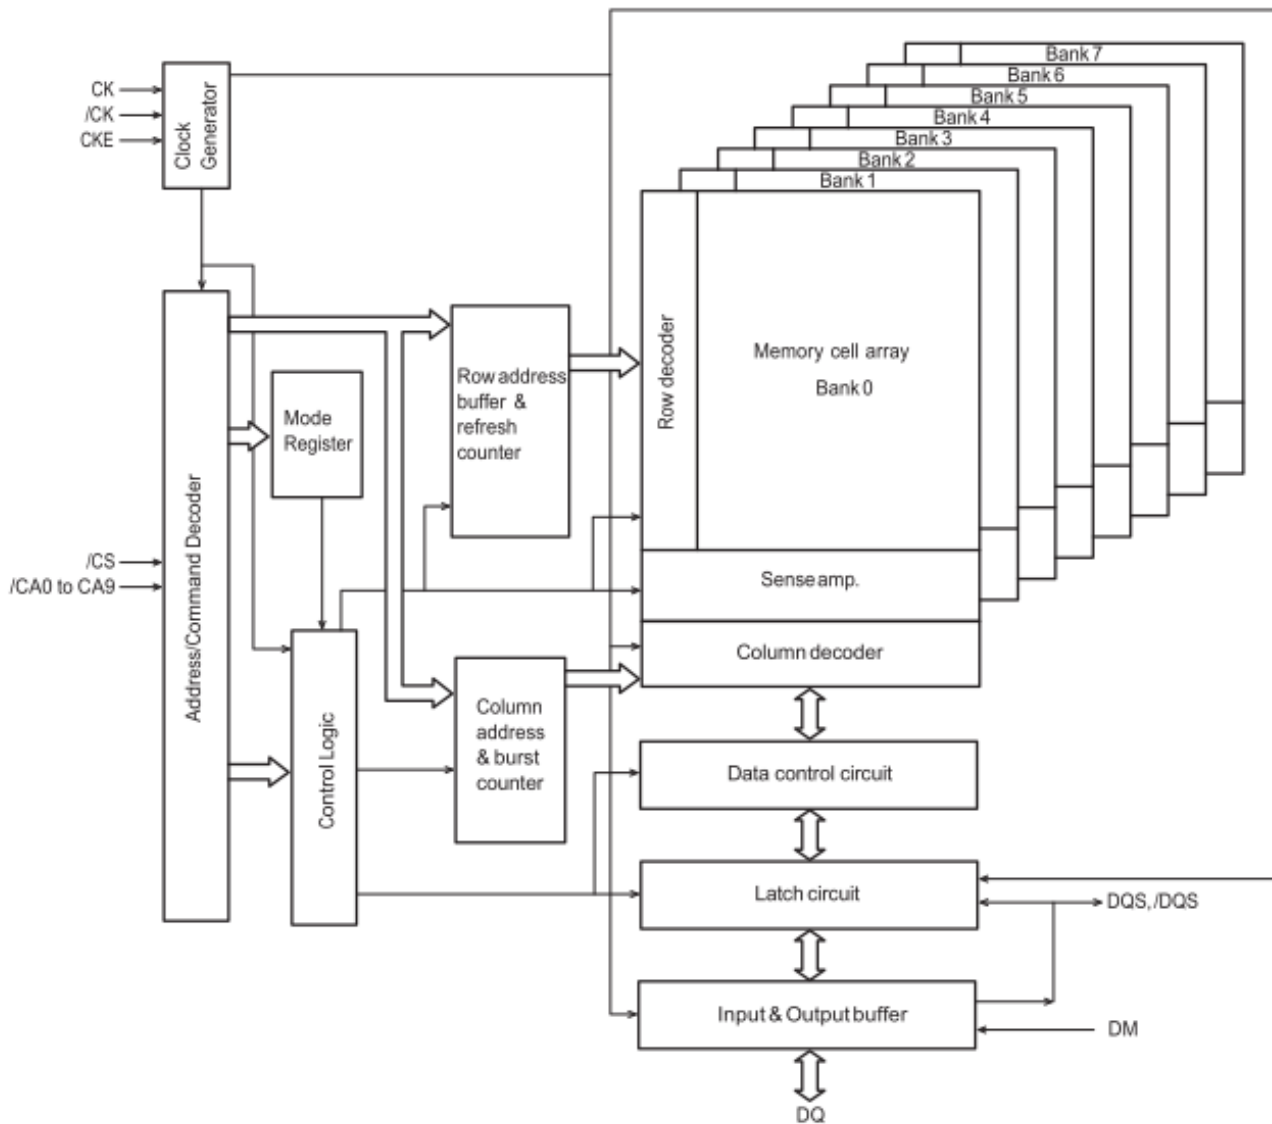 Bank 7
Bank 6
Bank 5
Bank 4
Bank 3
Bank 2
Bank 1
CK
/CK
CKE
Clock
Generator
Row decoder
Memory cell array
Bank 0
Row address
buffer &
refresh
counter
Mode
Register
Address/Command Decoder
/CS
/CA0 to CA9
Sense amp.
Column decoder
Control Logic
Column
address
& burst
counter
Data control circuit
Latch circuit
DQS, /DQS
Input & Output buffer
DM
DQ